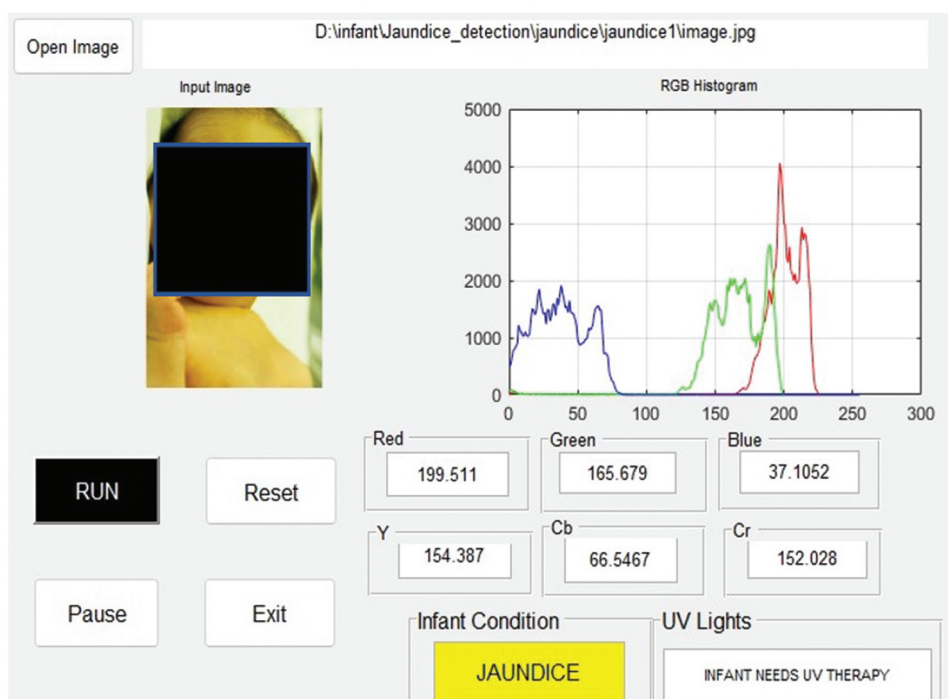 Open Image
D:\infant\Jaundice_detection\jaundice\jaundice1\image.jpg
Input Image
RGB Histogram
5000
4000
3000
2000
1000
0
0 50 100 150 200 250 300
Red Green Blue
199.511 165.679 37.1052
RUN Reset
Y Cb Cr
154.387 66.5467 152.028
Pause Exit
Infant Condition UV Lights
JAUNDICE INFANT NEEDS UV THERAPY